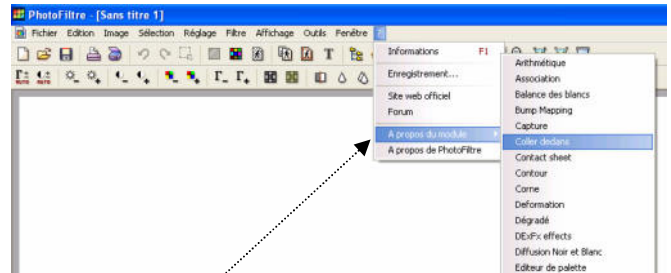 PhotoFiltre - [Sans titre 1]
Fichier Edition Image Sélection Réglage Filtre Affichage Outils Fenêtre ?
Informations F1
Enregistrement...
Site web officiel
Forum
A propos du module
A propos de PhotoFiltre
Arithmétique
Association
Balance des blancs
Bump Mapping
Capture
Coller dedans
Contact sheet
Contour
Corne
Deformation
Dégradé
DExFx effects
Diffusion Noir et Blanc
Editeur de palette